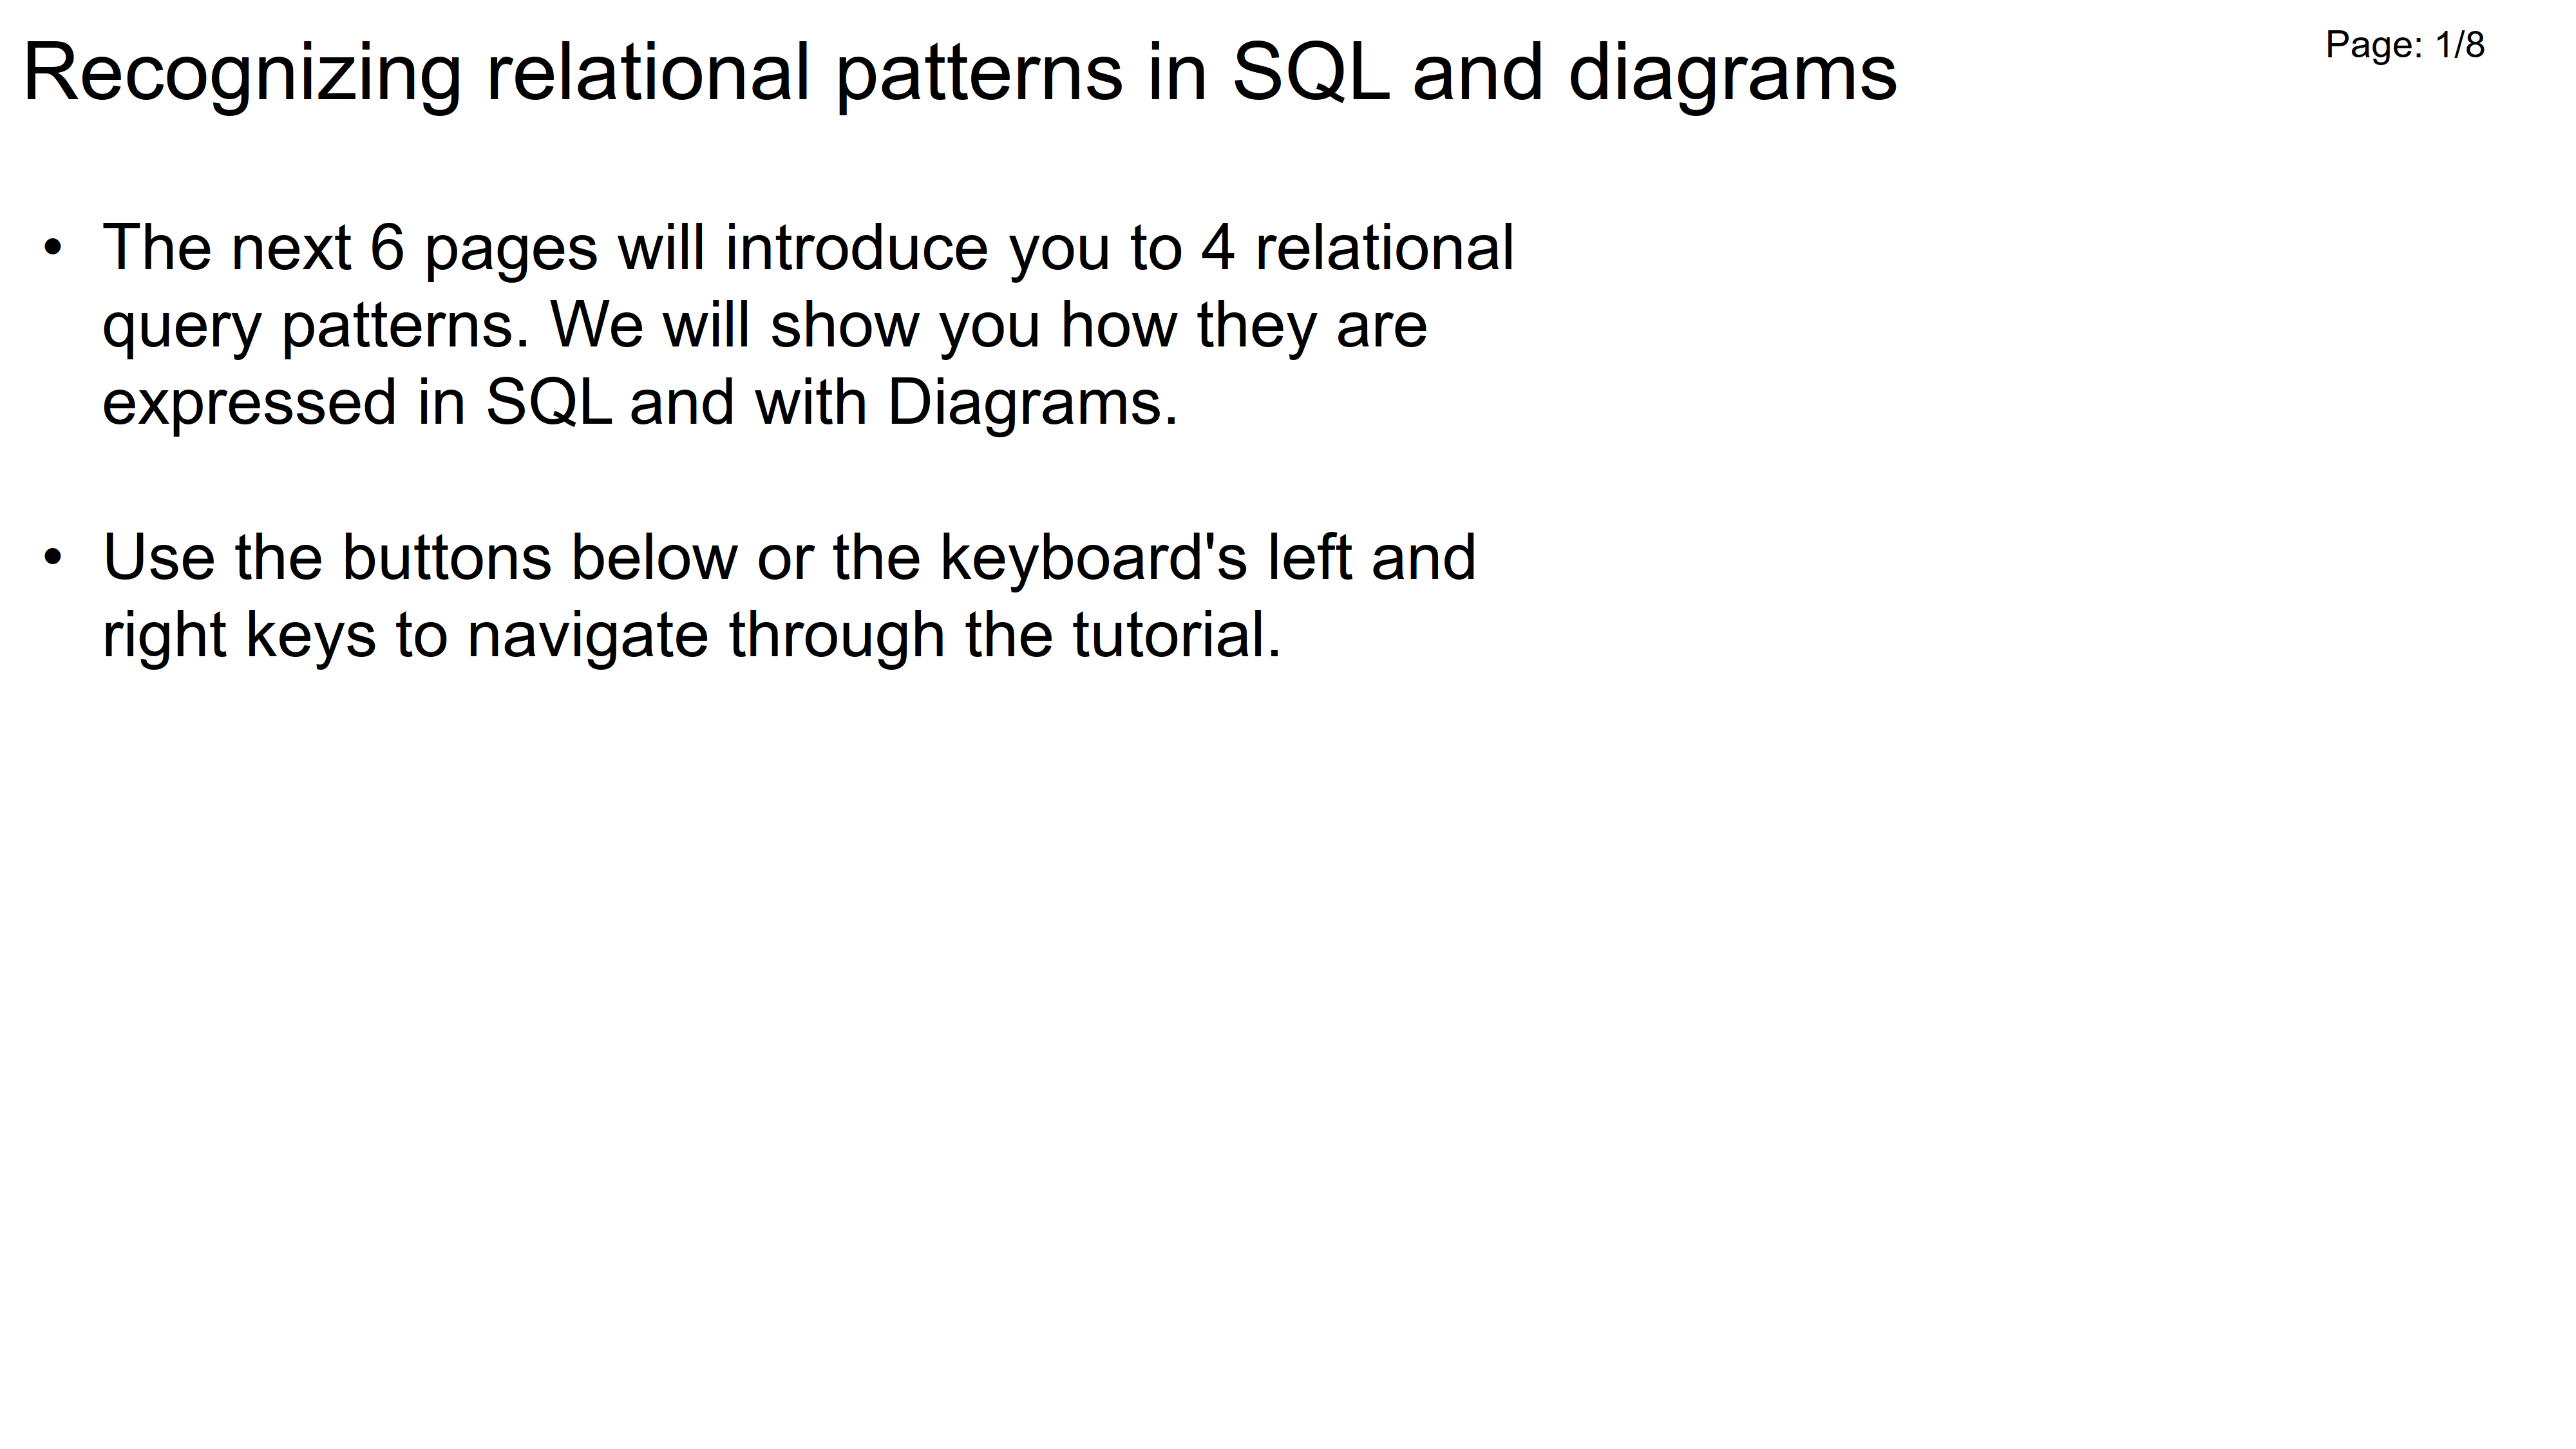 Recognizing relational patterns in SQL and diagrams
Page: 1/8
• The next 6 pages will introduce you to 4 relational
query patterns. We will show you how they are
expressed in SQL and with Diagrams.
• Use the buttons below or the keyboard's left and
right keys to navigate through the tutorial.